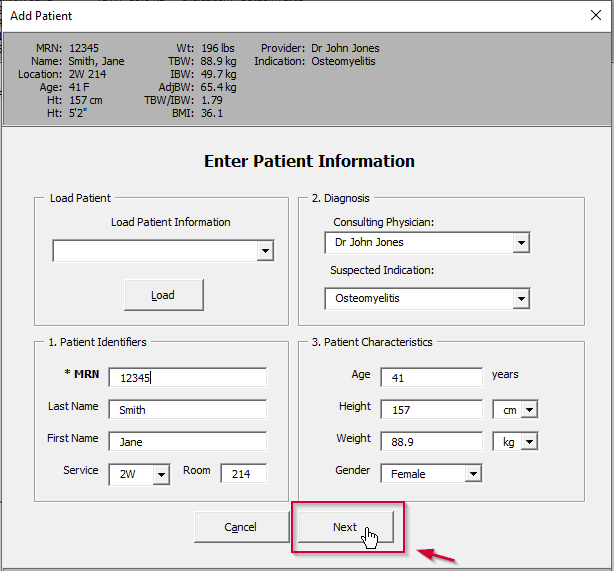 Add Patient
MRN: 12345 Wt: 196 lbs Provider: Dr John Jones
Name: Smith, Jane TBW: 88.9 kg Indication: Osteomyelitis
Location: 2W 214 IBW: 49.7 kg
Age: 41 F AdjBW: 65.4 kg
Ht: 157 cm TBW/IBW: 1.79
Ht: 5'2" BMI: 36.1
Enter Patient Information
Load Patient
Load Patient Information
Load
2. Diagnosis
Consulting Physician:
Dr John Jones
Suspected Indication:
Osteomyelitis
1. Patient Identifiers
* MRN 12345
Last Name Smith
First Name Jane
Service 2W Room 214
3. Patient Characteristics
Age 41 years
Height 157 cm
Weight 88.9 kg
Gender Female
Cancel Next